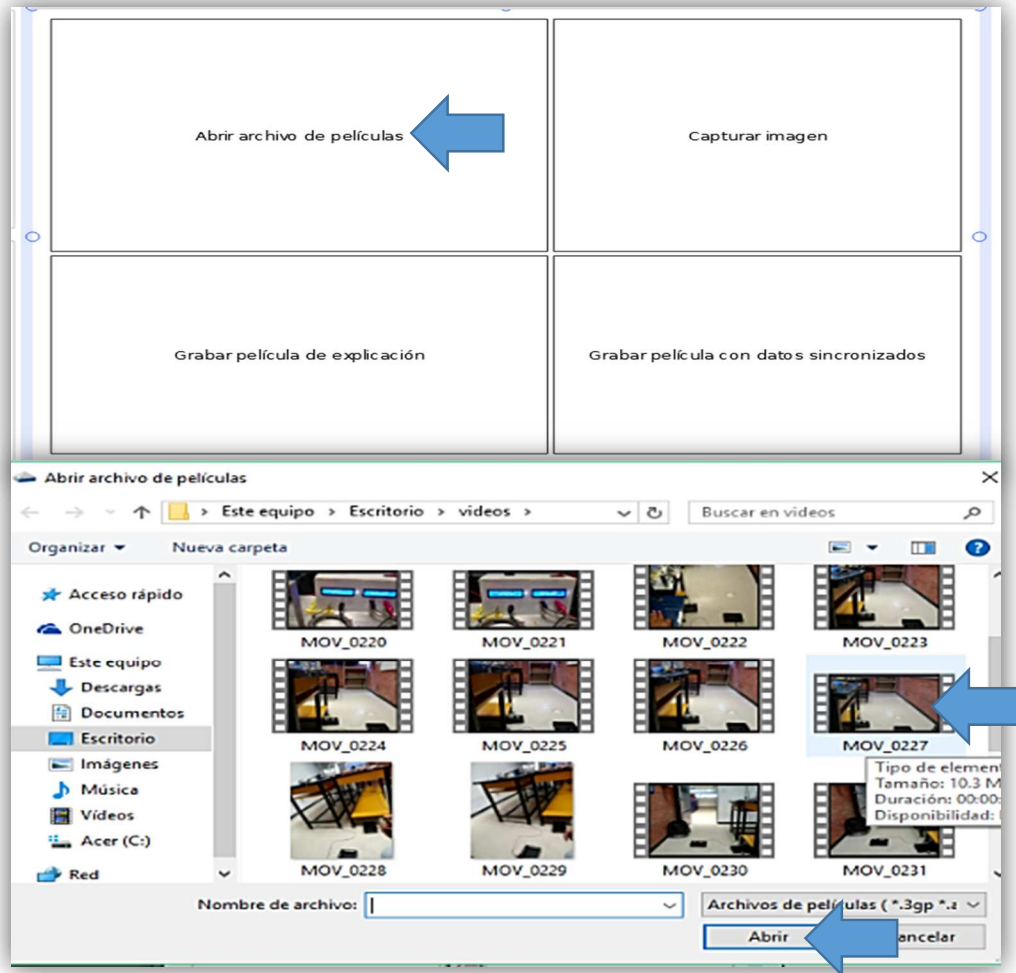 Abrir archivo de películas
Capturar imagen
Grabar película de explicación
Grabar película con datos sincronizados
Abrir archivo de películas
Este equipo > Escritorio > videos >
Buscar en videos
Organizar
Nueva carpeta
Acceso rápido
OneDrive
Este equipo
Descargas
Documentos
Escritorio
Imágenes
Música
Vídeos
Acer (C:)
Red
MOV_0220
MOV_0221
MOV_0222
MOV_0223
MOV_0224
MOV_0225
MOV_0226
MOV_0227
Tipo de elemen
Tamaño: 10.3 M
Duración: 00:00:
Disponibilidad:
MOV_0228
MOV_0229
MOV_0230
MOV_0231
Nombre de archivo:
Archivos de películas ( *.3gp *.a
Abrir
ancelar